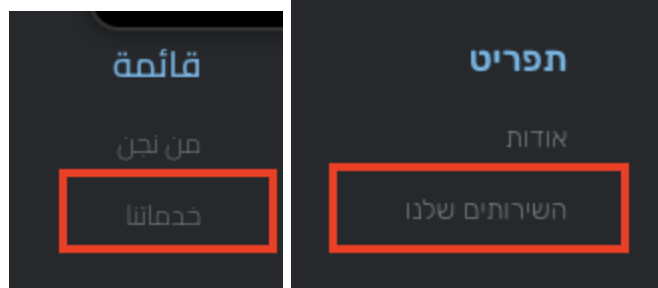 قائمة
من نحن
خدماتنا
תפריט
אודות
השירותים שלנו